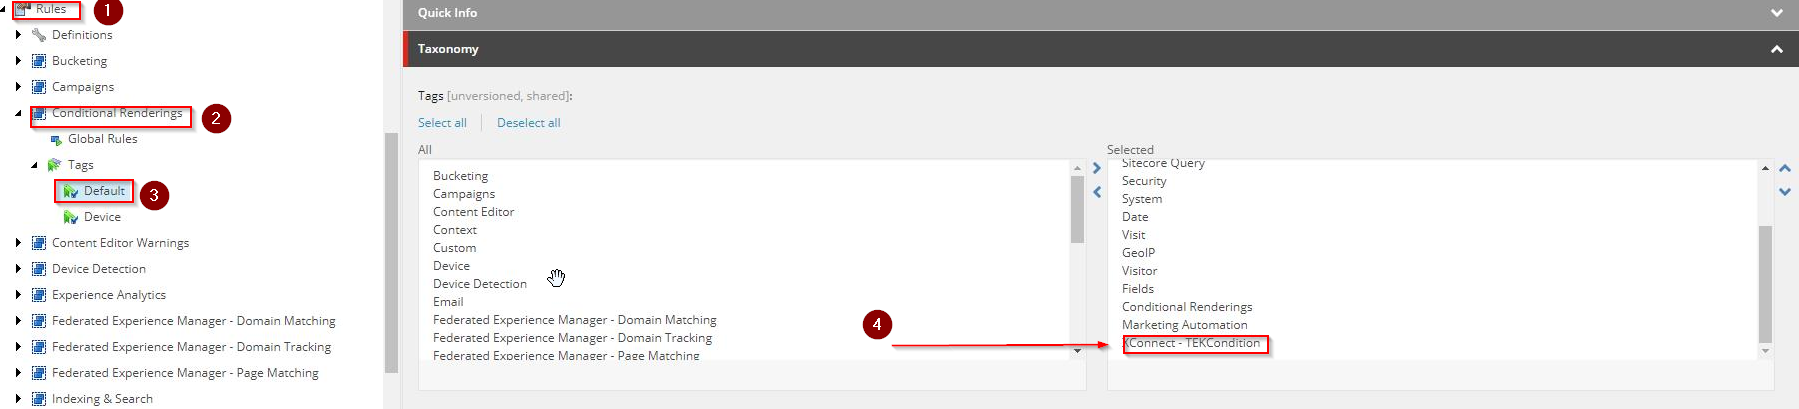 Rules
1
Definitions
Bucketing
Campaigns
Conditional Renderings
2
Global Rules
Tags
Default
3
Device
Content Editor Warnings
Device Detection
Experience Analytics
Federated Experience Manager - Domain Matching
Federated Experience Manager - Domain Tracking
Federated Experience Manager - Page Matching
Indexing & Search
Quick Info
Taxonomy
Tags [unversioned, shared]:
Select all
Deselect all
All
Bucketing
Campaigns
Content Editor
Context
Custom
Device
Device Detection
Email
Federated Experience Manager - Domain Matching
Federated Experience Manager - Domain Tracking
Federated Experience Manager - Page Matching
4
Selected
Sitecore Query
Security
System
Date
Visit
GeoIP
Visitor
Fields
Conditional Renderings
Marketing Automation
XConnect - TEKCondition